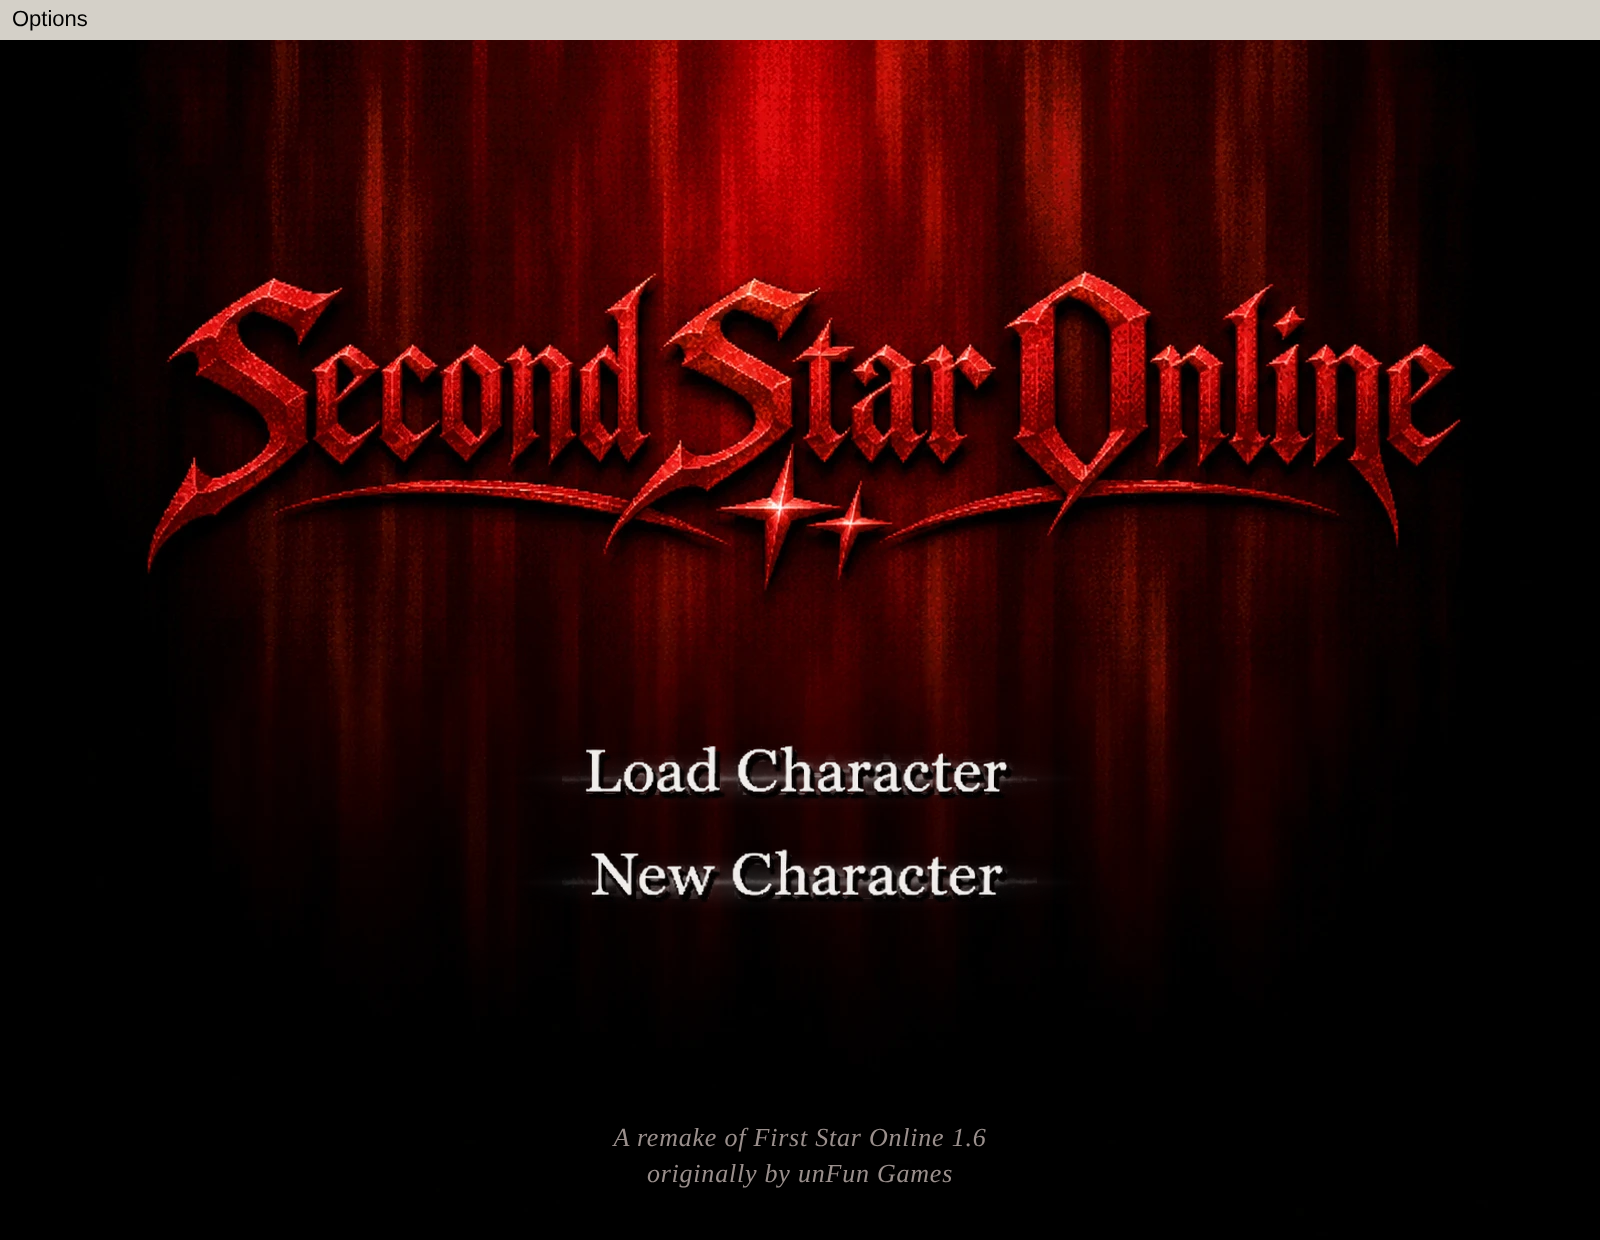 Options
Second Star Online
Load Character
New Character
A remake of First Star Online 1.6
originally by unFun Games